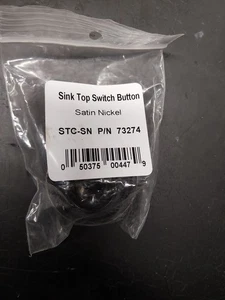 Sink Top Switch Button
Satin Nickel
STC-SN P/N 73274
0 50375 00447 9